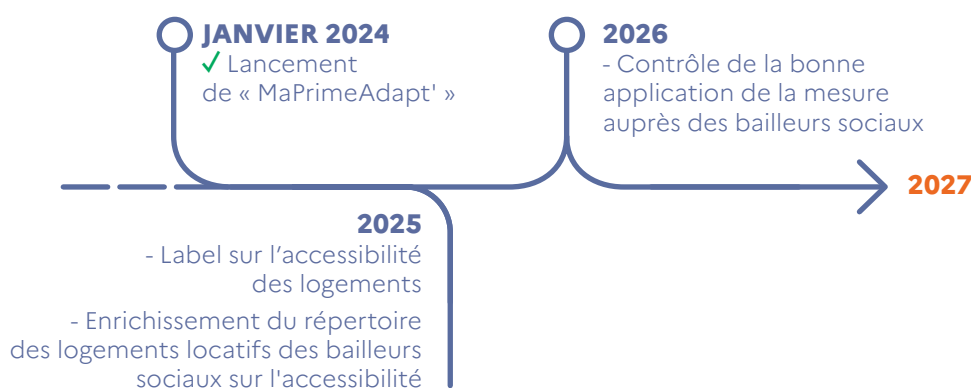 JANVIER 2024
✓ Lancement
de « MaPrimeAdapt' »
2025
- Label sur l’accessibilité
des logements
- Enrichissement du répertoire
des logements locatifs des bailleurs
sociaux sur l'accessibilité
2026
- Contrôle de la bonne
application de la mesure
auprès des bailleurs sociaux
2027